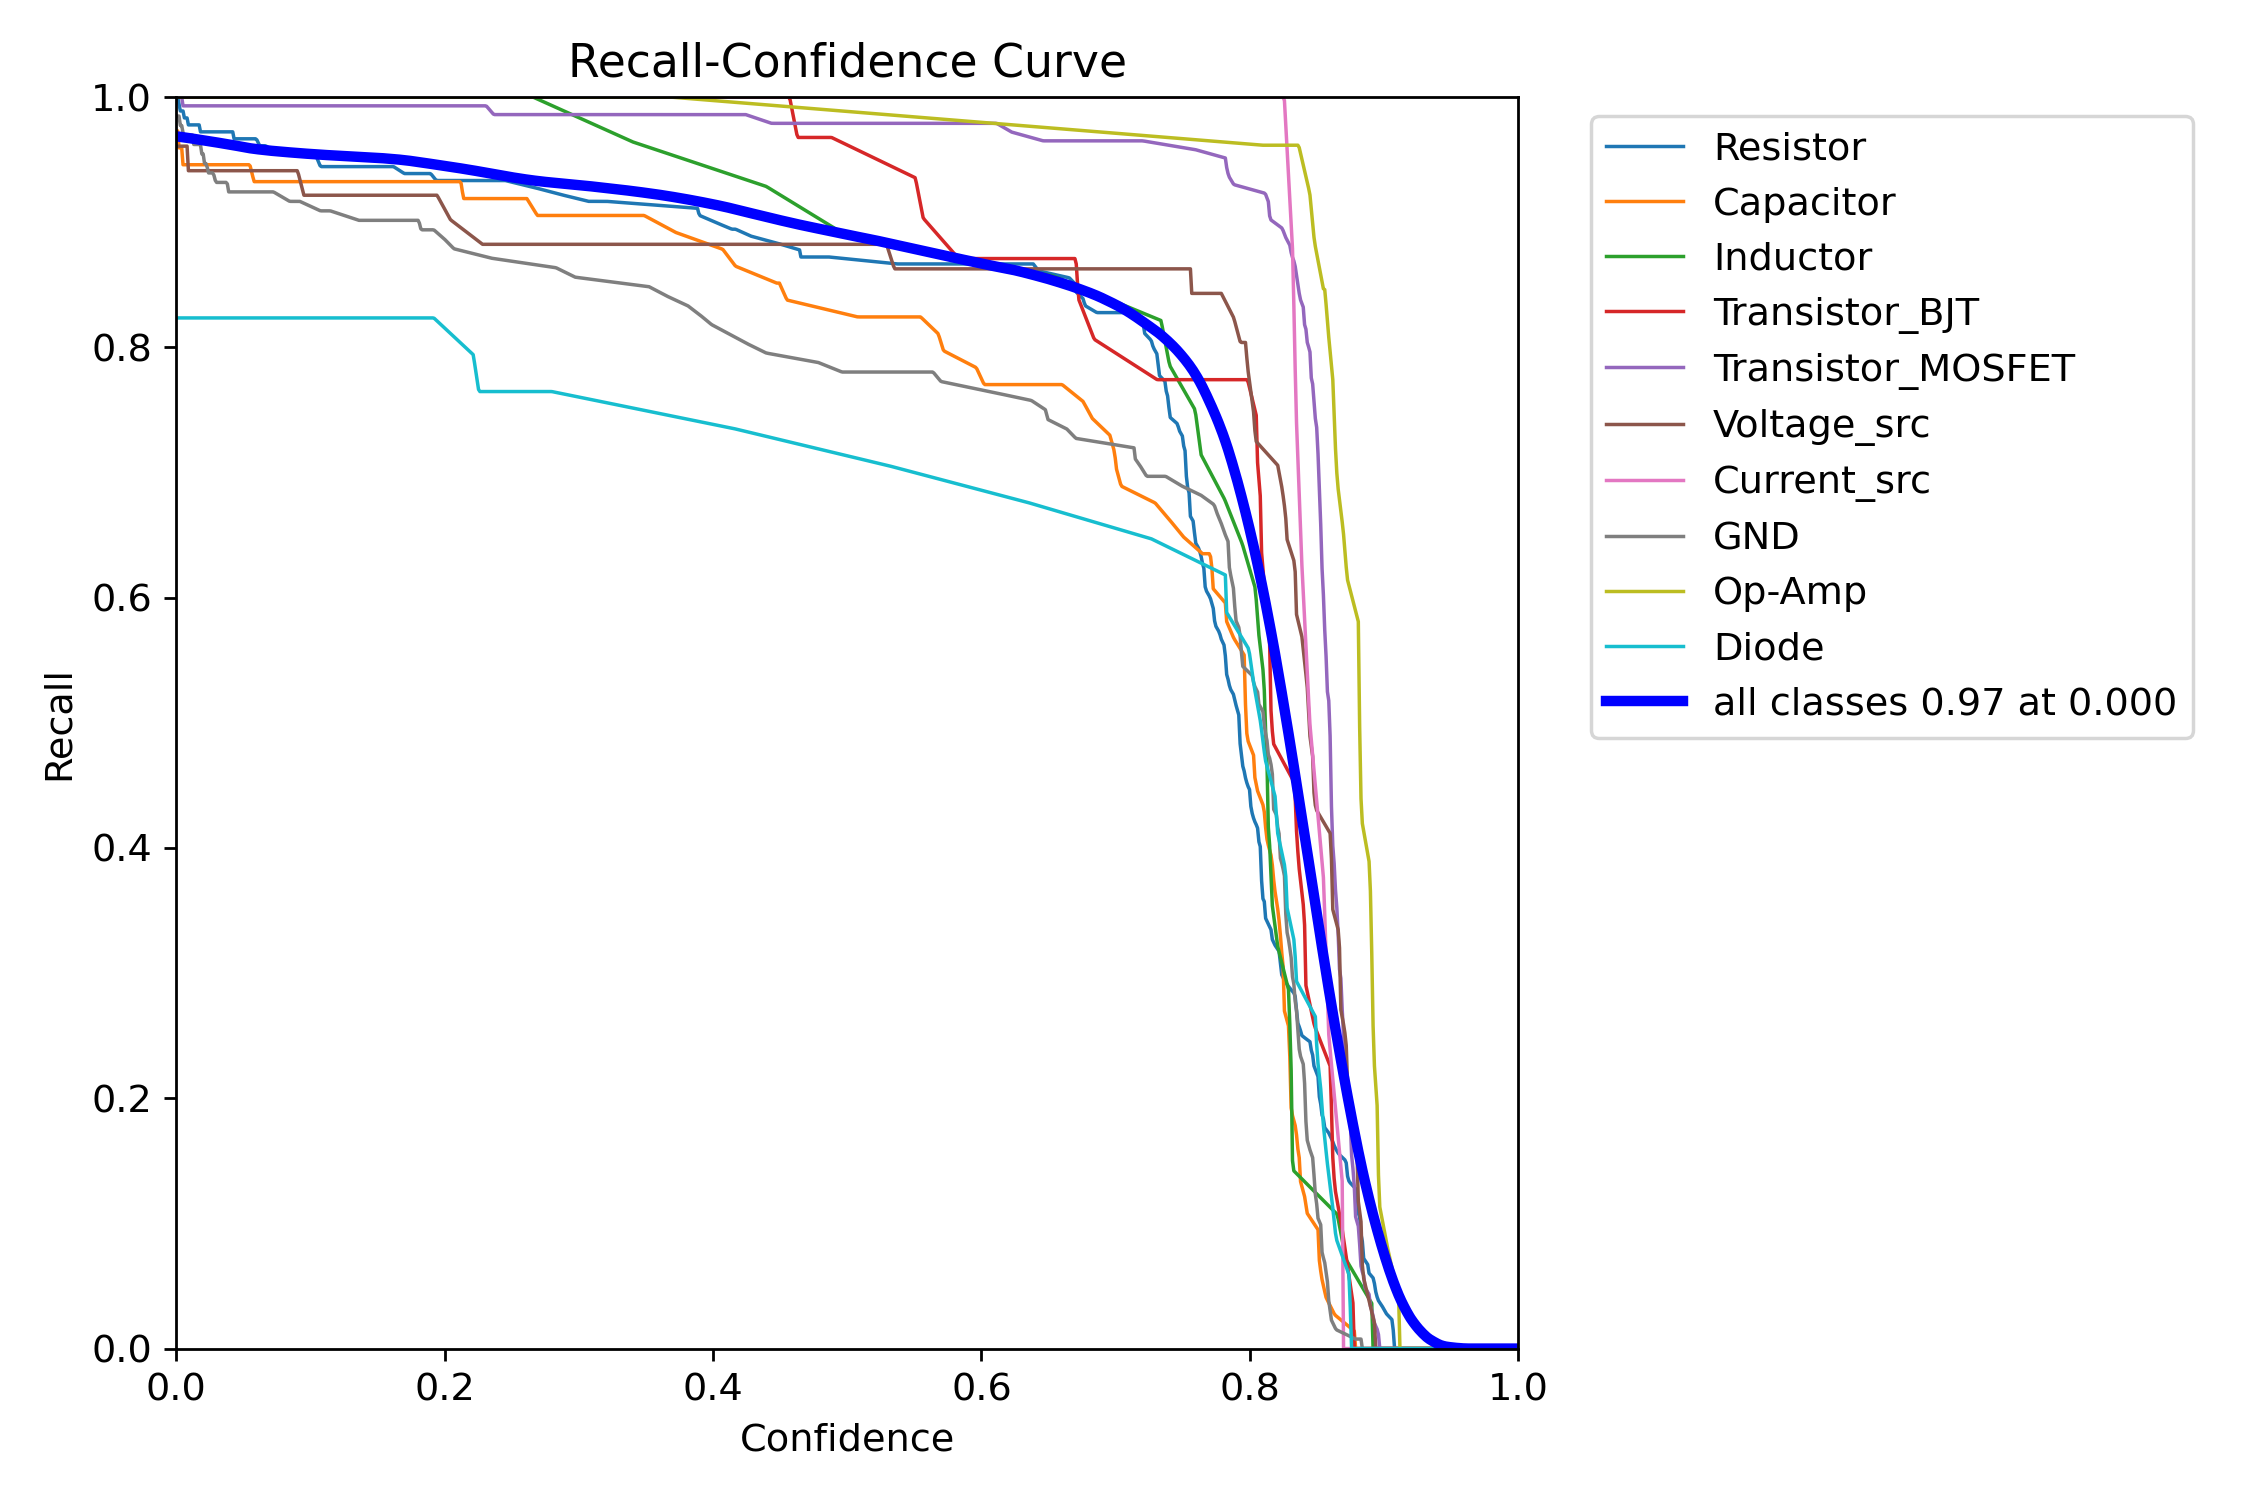 Recall-Confidence Curve
1.0
0.8
0.6
0.4
0.2
0.0
Recall
0.0 0.2 0.4 0.6 0.8 1.0
Confidence
Resistor
Capacitor
Inductor
Transistor_BJT
Transistor_MOSFET
Voltage_src
Current_src
GND
Op-Amp
Diode
all classes 0.97 at 0.000